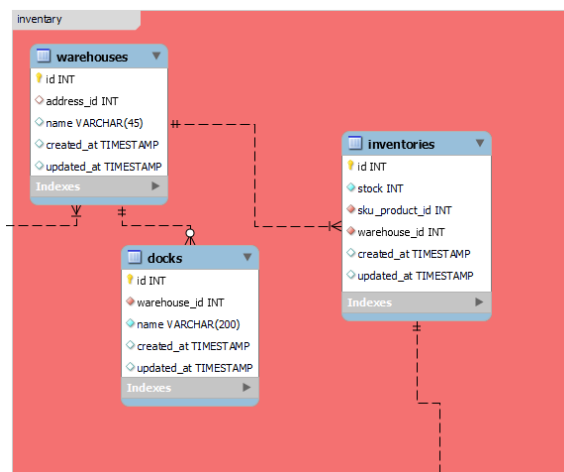 inventary
warehouses
id INT
address_id INT
name VARCHAR(45)
created_at TIMESTAMP
updated_at TIMESTAMP
Indexes
inventories
id INT
stock INT
sku_product_id INT
warehouse_id INT
created_at TIMESTAMP
updated_at TIMESTAMP
Indexes
docks
id INT
warehouse_id INT
name VARCHAR(200)
created_at TIMESTAMP
updated_at TIMESTAMP
Indexes